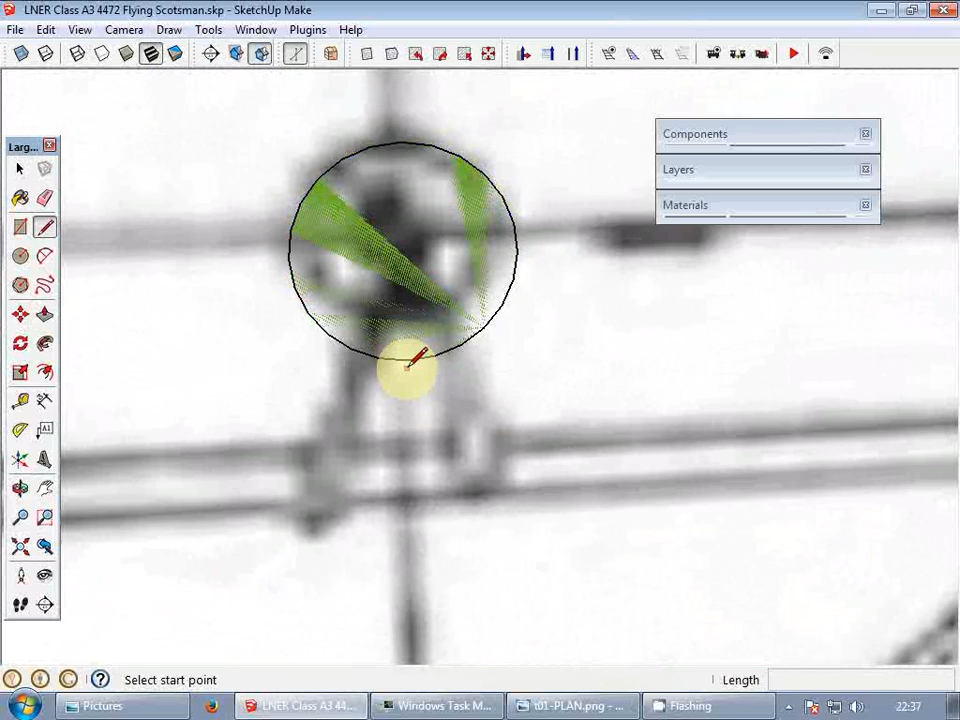 LNER Class A3 4472 Flying Scotsman.skp - SketchUp Make
File Edit View Camera Draw Tools Window Plugins Help
Larg...
Components
Layers
Materials
A1
Select start point
Length
Pictures
LNER Class A3 44...
Windows Task M...
t01-PLAN.png - ...
Flashing
22:37